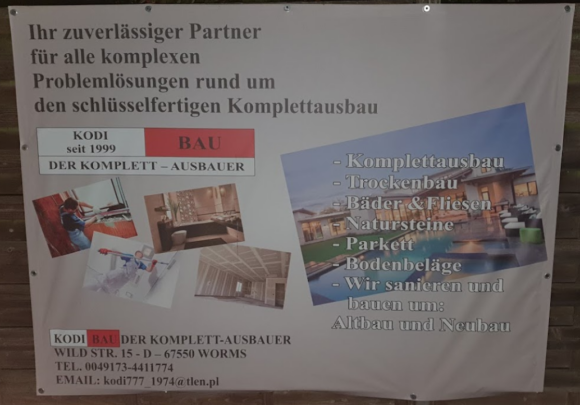 Ihr zuverlässiger Partner
für alle komplexen
Problemlösungen rund um
den schlüsselfertigen Komplettausbau
KODI
seit 1999
BAU
DER KOMPLETT – AUSBAUER
- Komplettausbau
- Trockenbau
- Bäder &Fliesen
- Natursteine
- Parkett
- Bodenbeläge
- Wir sanieren und
bauen um:
Altbau und Neubau
KODI BAU DER KOMPLETT-AUSBAUER
WILD STR. 15 - D – 67550 WORMS
TEL. 0049173-4411774
EMAIL: kodi777_1974@tlen.pl